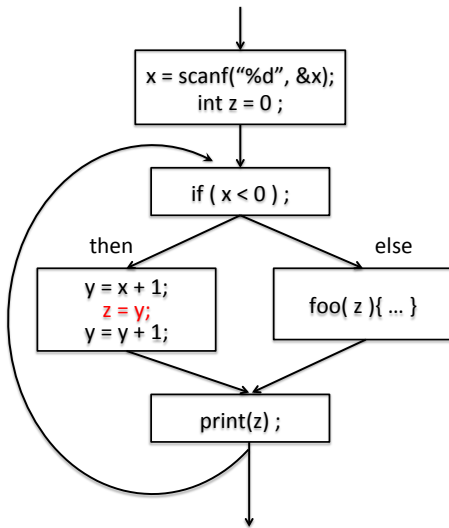 x = scanf(“%d”, &x);
int z = 0 ;
if ( x < 0 ) ;
then
else
y = x + 1;
z = y;
y = y + 1;
foo( z ){ … }
print(z) ;